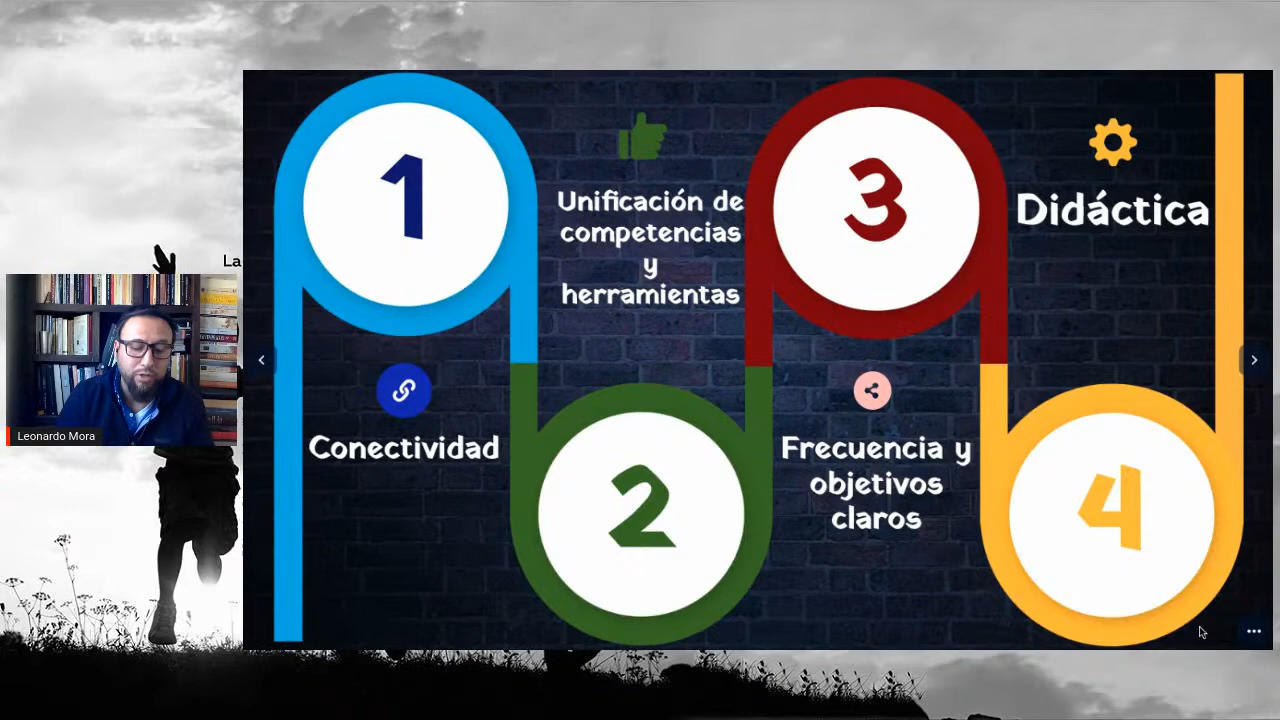 La
Leonardo Mora
1
Conectividad
Unificación de
competencias
y
herramientas
2
3
Frecuencia y
objetivos
claros
Didáctica
4